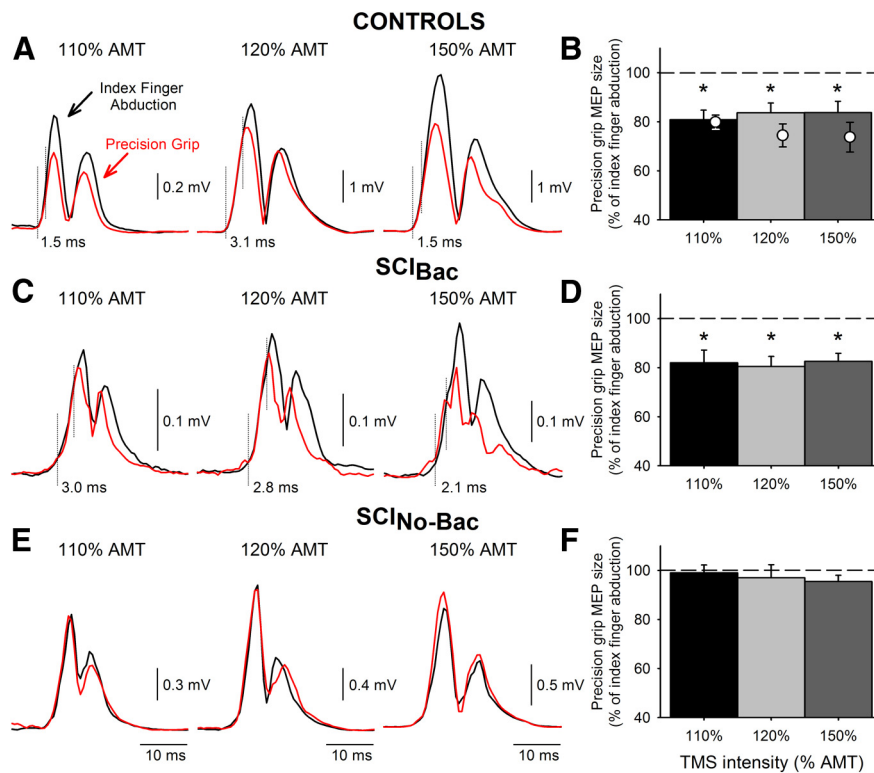 CONTROLS
A
110% AMT
120% AMT
150% AMT
Index Finger
Abduction
Precision Grip
0.2 mV
1 mV
1 mV
1.5 ms
3.1 ms
1.5 ms
B
Precision grip MEP size
(% of index finger abduction)
100
80
60
40
*
*
*
110%
120%
150%
SCIBac
C
110% AMT
120% AMT
150% AMT
0.1 mV
0.1 mV
0.1 mV
3.0 ms
2.8 ms
2.1 ms
D
Precision grip MEP size
(% of index finger abduction)
100
80
60
40
*
*
*
110%
120%
150%
SCINo-Bac
E
110% AMT
120% AMT
150% AMT
0.3 mV
0.4 mV
0.5 mV
10 ms
10 ms
10 ms
F
Precision grip MEP size
(% of index finger abduction)
100
80
60
40
110%
120%
150%
TMS intensity (% AMT)